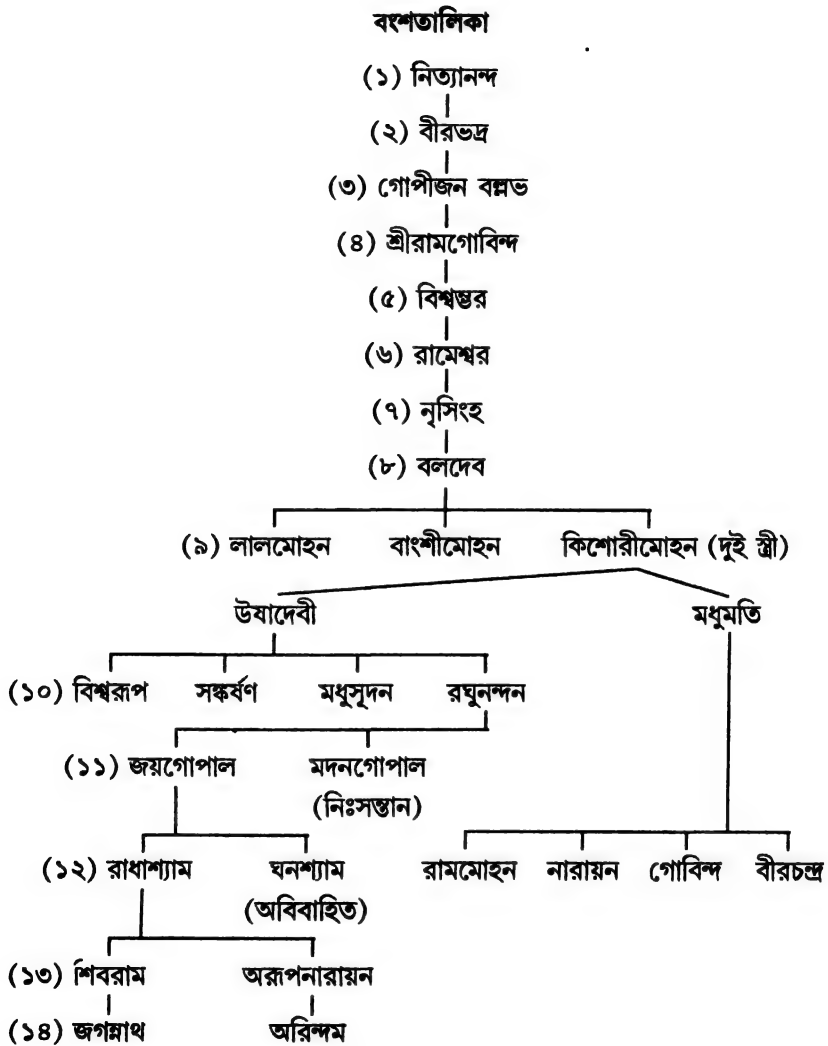 বংশতালিকা
(১) নিত্যানন্দ
(২) বীরভদ্র
(৩) গোপীজন বল্লভ
(৪) শ্রীরামগোবিন্দ
(৫) বিশ্বম্ভর
(৬) রামেশ্বর
(৭) নৃসিংহ
(৮) বলদেব
(৯) লালমোহন বাংশীমোহন কিশোরীমোহন (দুই স্ত্রী)
উষাদেবী মধুমতি
(১০) বিশ্বরূপ সঙ্কর্ষণ মধুসূদন রঘুনন্দন
(১১) জয়গোপাল মদনগোপাল
(নিঃসন্তান)
(১২) রাধাশ্যাম ঘনশ্যাম রামমোহন নারায়ন গোবিন্দ বীরচন্দ্র
(অবিবাহিত)
(১৩) শিবরাম অরূপনারায়ন
(১৪) জগন্নাথ অরিন্দম